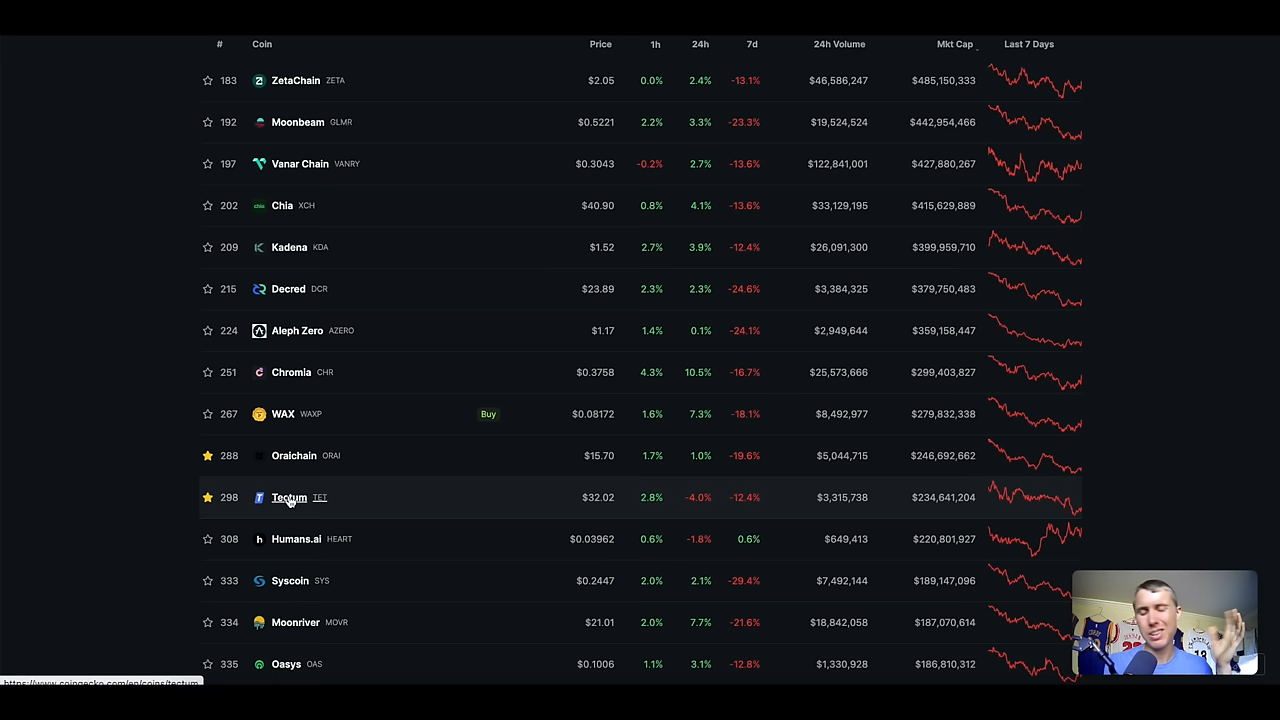 # Coin Price 1h 24h 7d 24h Volume Mkt Cap Last 7 Days
183 ZetaChain ZETA $2.05 0.0% 2.4% -13.1% $46,586,247 $485,150,333
192 Moonbeam GLMR $0.5221 2.2% 3.3% -23.3% $19,524,524 $442,954,466
197 Vanar Chain VANRY $0.3043 -0.2% 2.7% -13.6% $122,841,001 $427,880,267
202 chia Chia XCH $40.90 0.8% 4.1% -13.6% $33,129,195 $415,629,889
209 Kadena KDA $1.52 2.7% 3.9% -12.4% $26,091,300 $399,959,710
215 Decred DCR $23.89 2.3% 2.3% -24.6% $3,384,325 $379,750,483
224 Aleph Zero AZERO $1.17 1.4% 0.1% -24.1% $2,949,644 $359,158,447
251 Chromia CHR $0.3758 4.3% 10.5% -16.7% $25,573,666 $299,403,827
267 WAX WAXP Buy $0.08172 1.6% 7.3% -18.1% $8,492,977 $279,832,338
288 Oraichain ORAI $15.70 1.7% 1.0% -19.6% $5,044,715 $246,692,662
298 T Tectum TET $32.02 2.8% -4.0% -12.4% $3,315,738 $234,641,204
308 h Humans.ai HEART $0.03962 0.6% -1.8% 0.6% $649,413 $220,801,927
333 Syscoin SYS $0.2447 2.0% 2.1% -29.4% $7,492,144 $189,147,096
334 Moonriver MOVR $21.01 2.0% 7.7% -21.6% $18,842,058 $187,070,614
335 Oasys OAS $0.1006 1.1% 3.1% -12.8% $1,330,928 $186,810,312
https://www.coingecko.com/en/coins/tectum